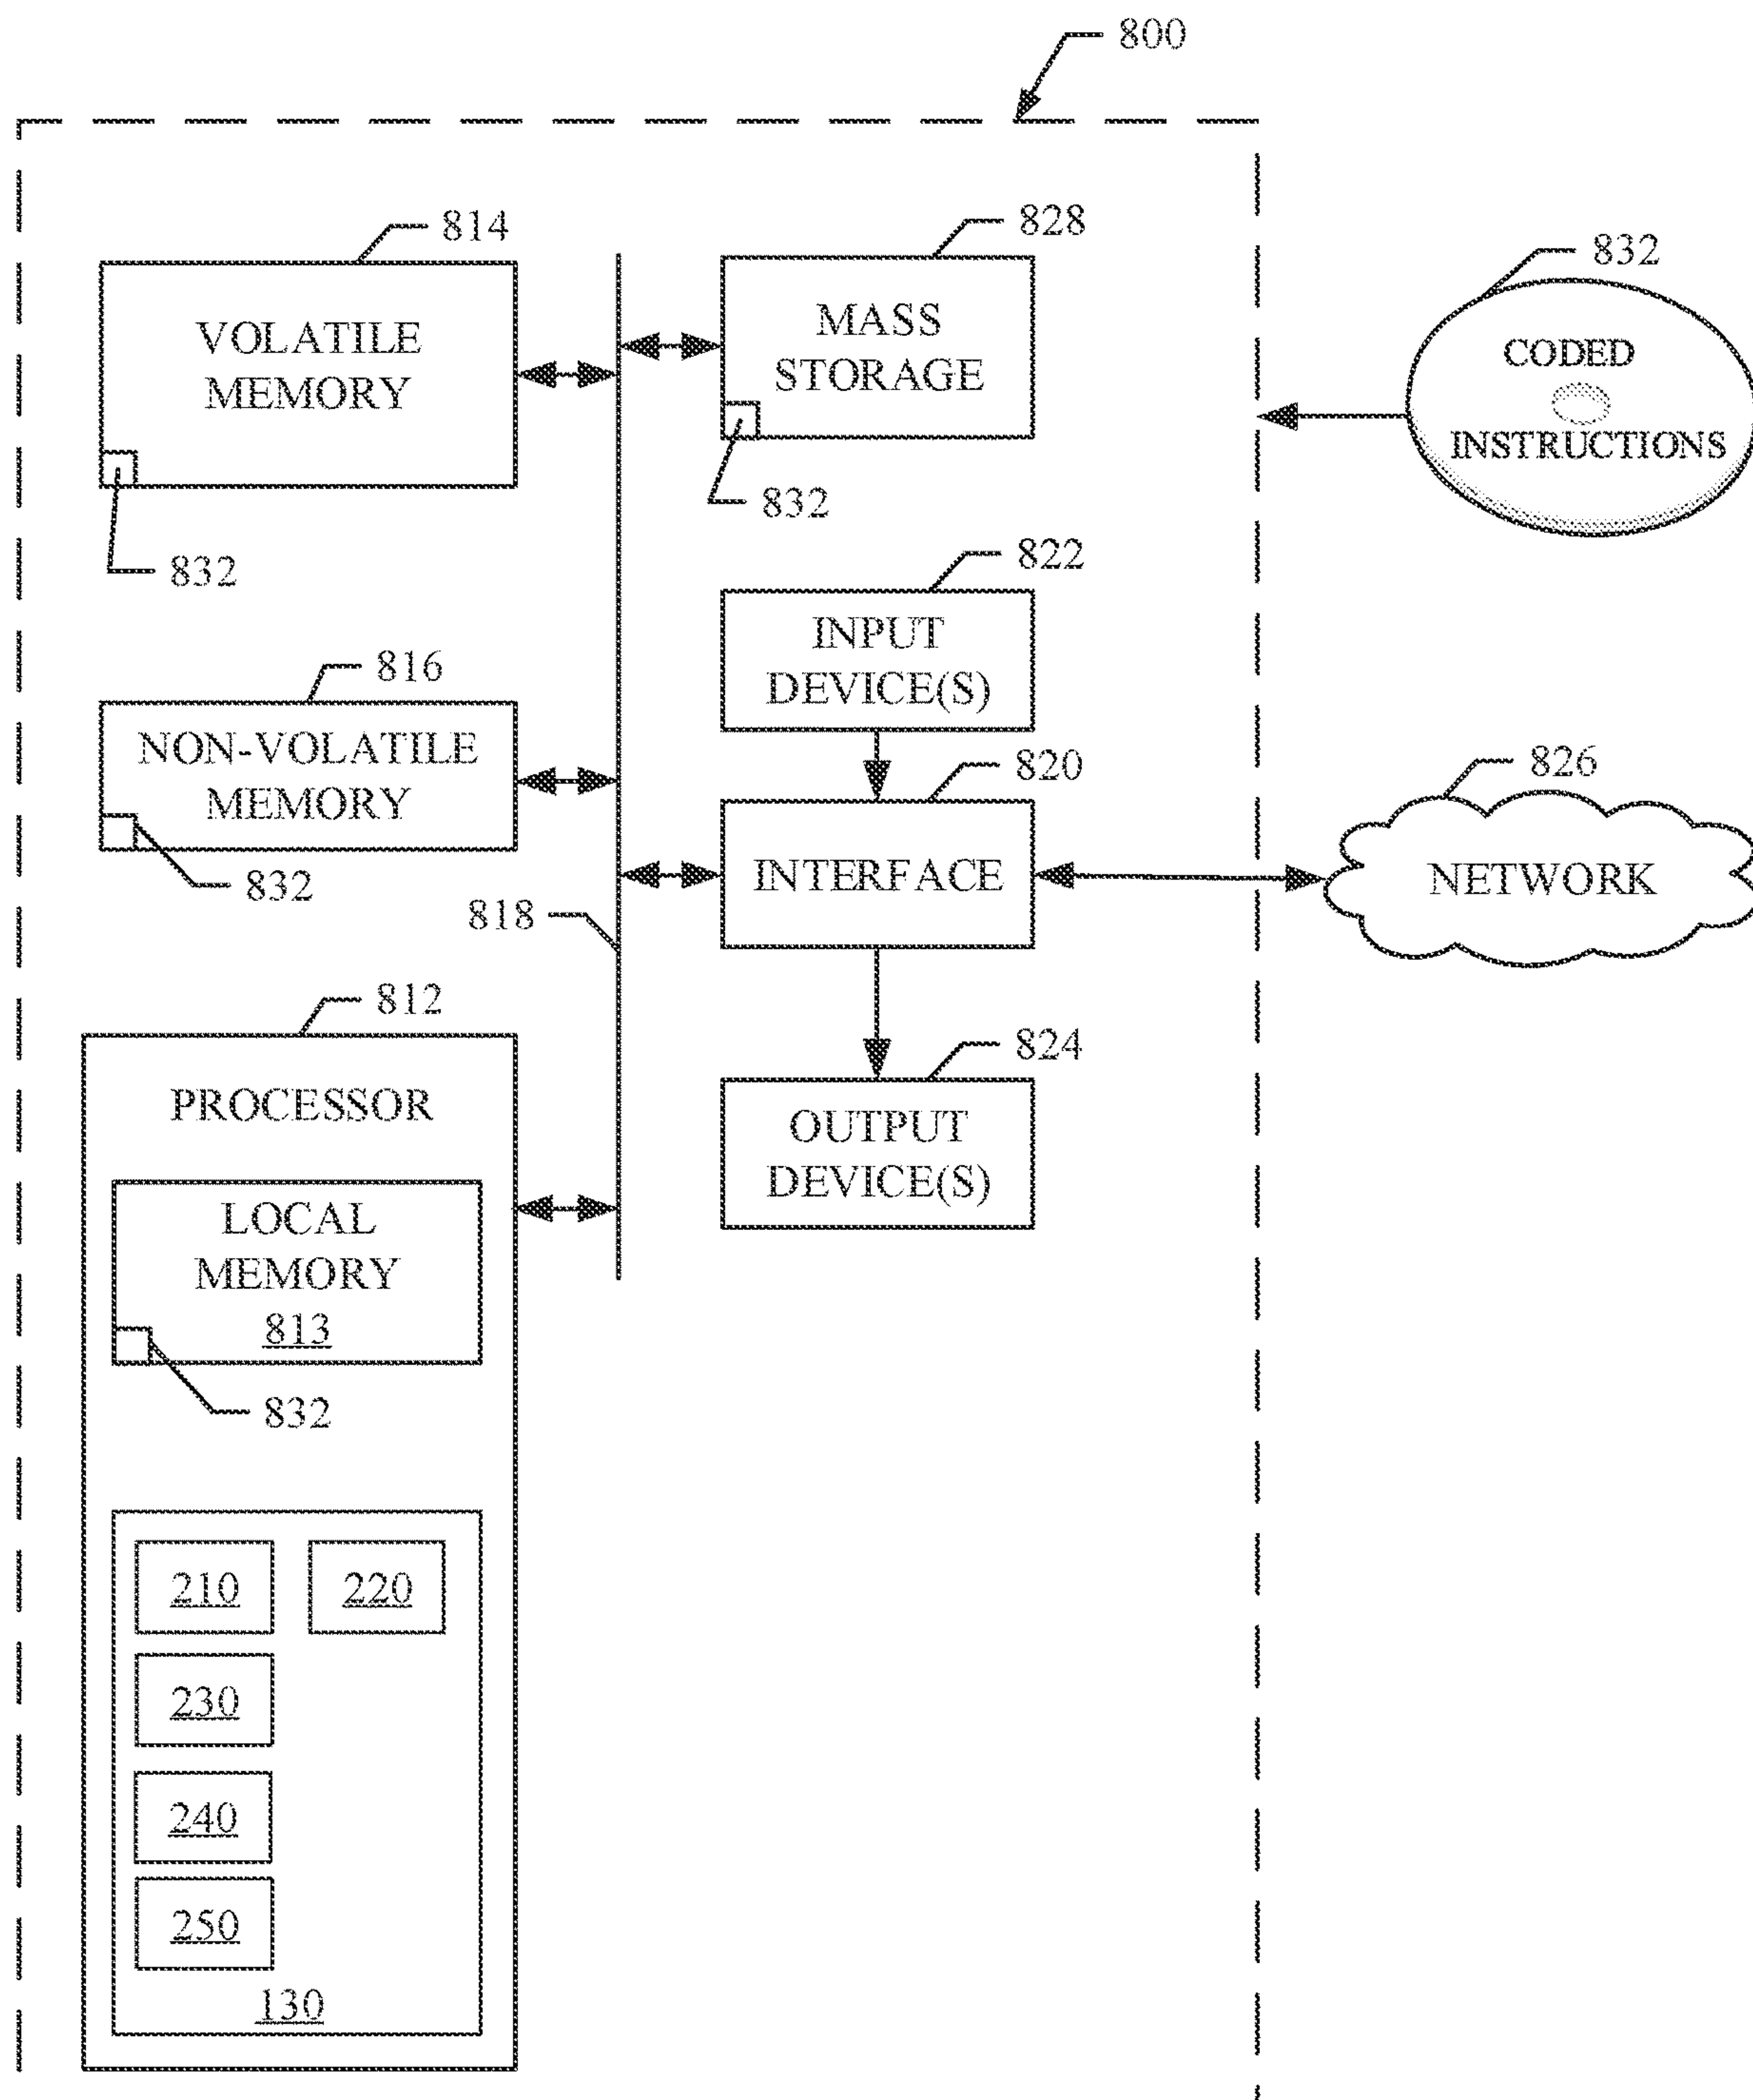 800
814
VOLATILE
MEMORY
832
828
MASS
STORAGE
832
832
CODED
INSTRUCTIONS
822
INPUT
DEVICE(S)
816
NON-VOLATILE
MEMORY
832
820
INTERFACE
826
NETWORK
818
812
PROCESSOR
LOCAL
MEMORY
813
832
824
OUTPUT
DEVICE(S)
210
220
230
240
250
130